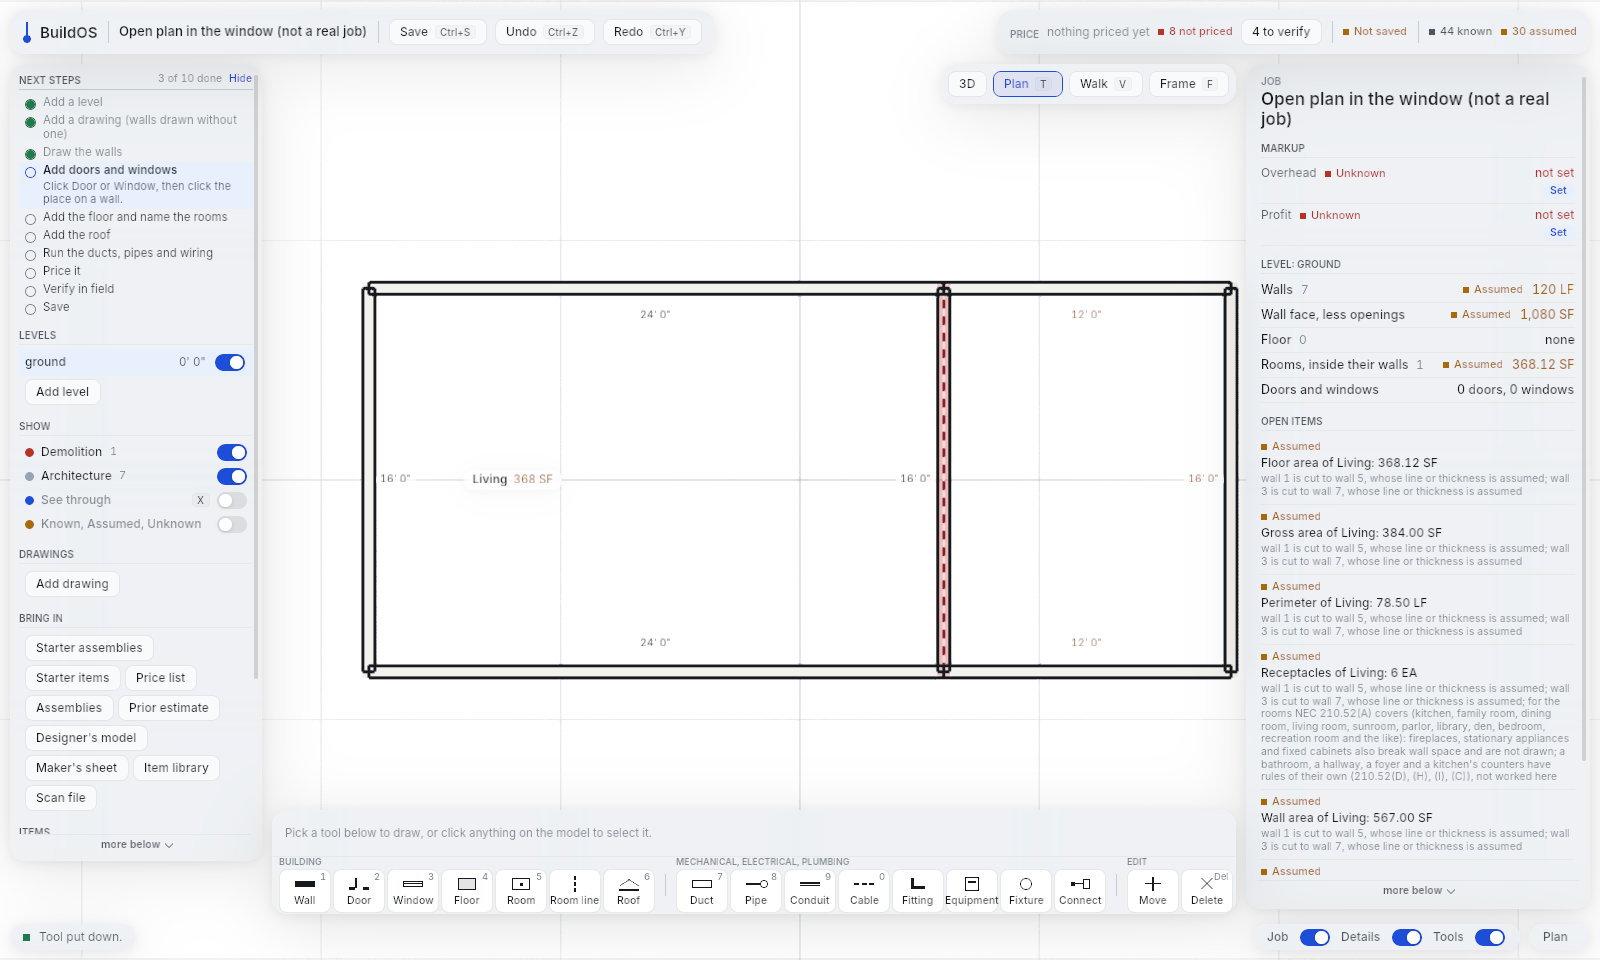 BuildOS
Open plan in the window (not a real job)
Save Ctrl+S
Undo Ctrl+Z
Redo Ctrl+Y
PRICE nothing priced yet 8 not priced 4 to verify Not saved 44 known 30 assumed
NEXT STEPS 3 of 10 done Hide
Add a level
Add a drawing (walls drawn without
one)
Draw the walls
Add doors and windows
Click Door or Window, then click the
place on a wall.
Add the floor and name the rooms
Add the roof
Run the ducts, pipes and wiring
Price it
Verify in field
Save
LEVELS
ground 0' 0"
Add level
SHOW
Demolition 1
Architecture 7
See through X
Known, Assumed, Unknown
DRAWINGS
Add drawing
BRING IN
Starter assemblies
Starter items Price list
Assemblies Prior estimate
Designer's model
Maker's sheet Item library
Scan file
ITEMS
more below
Tool put down.
3D Plan T Walk V Frame F
24' 0" 12' 0"
16' 0" Living 368 SF 16' 0" 16' 0"
24' 0" 12' 0"
Pick a tool below to draw, or click anything on the model to select it.
BUILDING MECHANICAL, ELECTRICAL, PLUMBING EDIT
1 2 3 4 5 6 7 8 9 0 Del
Wall Door Window Floor Room Room line Roof Duct Pipe Conduit Cable Fitting Equipment Fixture Connect Move Delete
JOB
Open plan in the window (not a real
job)
MARKUP
Overhead Unknown not set
Set
Profit Unknown not set
Set
LEVEL: GROUND
Walls 7 Assumed 120 LF
Wall face, less openings Assumed 1,080 SF
Floor 0 none
Rooms, inside their walls 1 Assumed 368.12 SF
Doors and windows 0 doors, 0 windows
OPEN ITEMS
Assumed
Floor area of Living: 368.12 SF
wall 1 is cut to wall 5, whose line or thickness is assumed; wall
3 is cut to wall 7, whose line or thickness is assumed
Assumed
Gross area of Living: 384.00 SF
wall 1 is cut to wall 5, whose line or thickness is assumed; wall
3 is cut to wall 7, whose line or thickness is assumed
Assumed
Perimeter of Living: 78.50 LF
wall 1 is cut to wall 5, whose line or thickness is assumed; wall
3 is cut to wall 7, whose line or thickness is assumed
Assumed
Receptacles of Living: 6 EA
wall 1 is cut to wall 5, whose line or thickness is assumed; wall
3 is cut to wall 7, whose line or thickness is assumed; for the
rooms NEC 210.52(A) covers (kitchen, family room, dining
room, living room, sunroom, parlor, library, den, bedroom,
recreation room and the like): fireplaces, stationary appliances
and fixed cabinets also break wall space and are not drawn; a
bathroom, a hallway, a foyer and a kitchen's counters have
rules of their own (210.52(D), (H), (I), (C)), not worked here
Assumed
Wall area of Living: 567.00 SF
wall 1 is cut to wall 5, whose line or thickness is assumed; wall
3 is cut to wall 7, whose line or thickness is assumed
Assumed
more below
Job Details Tools Plan